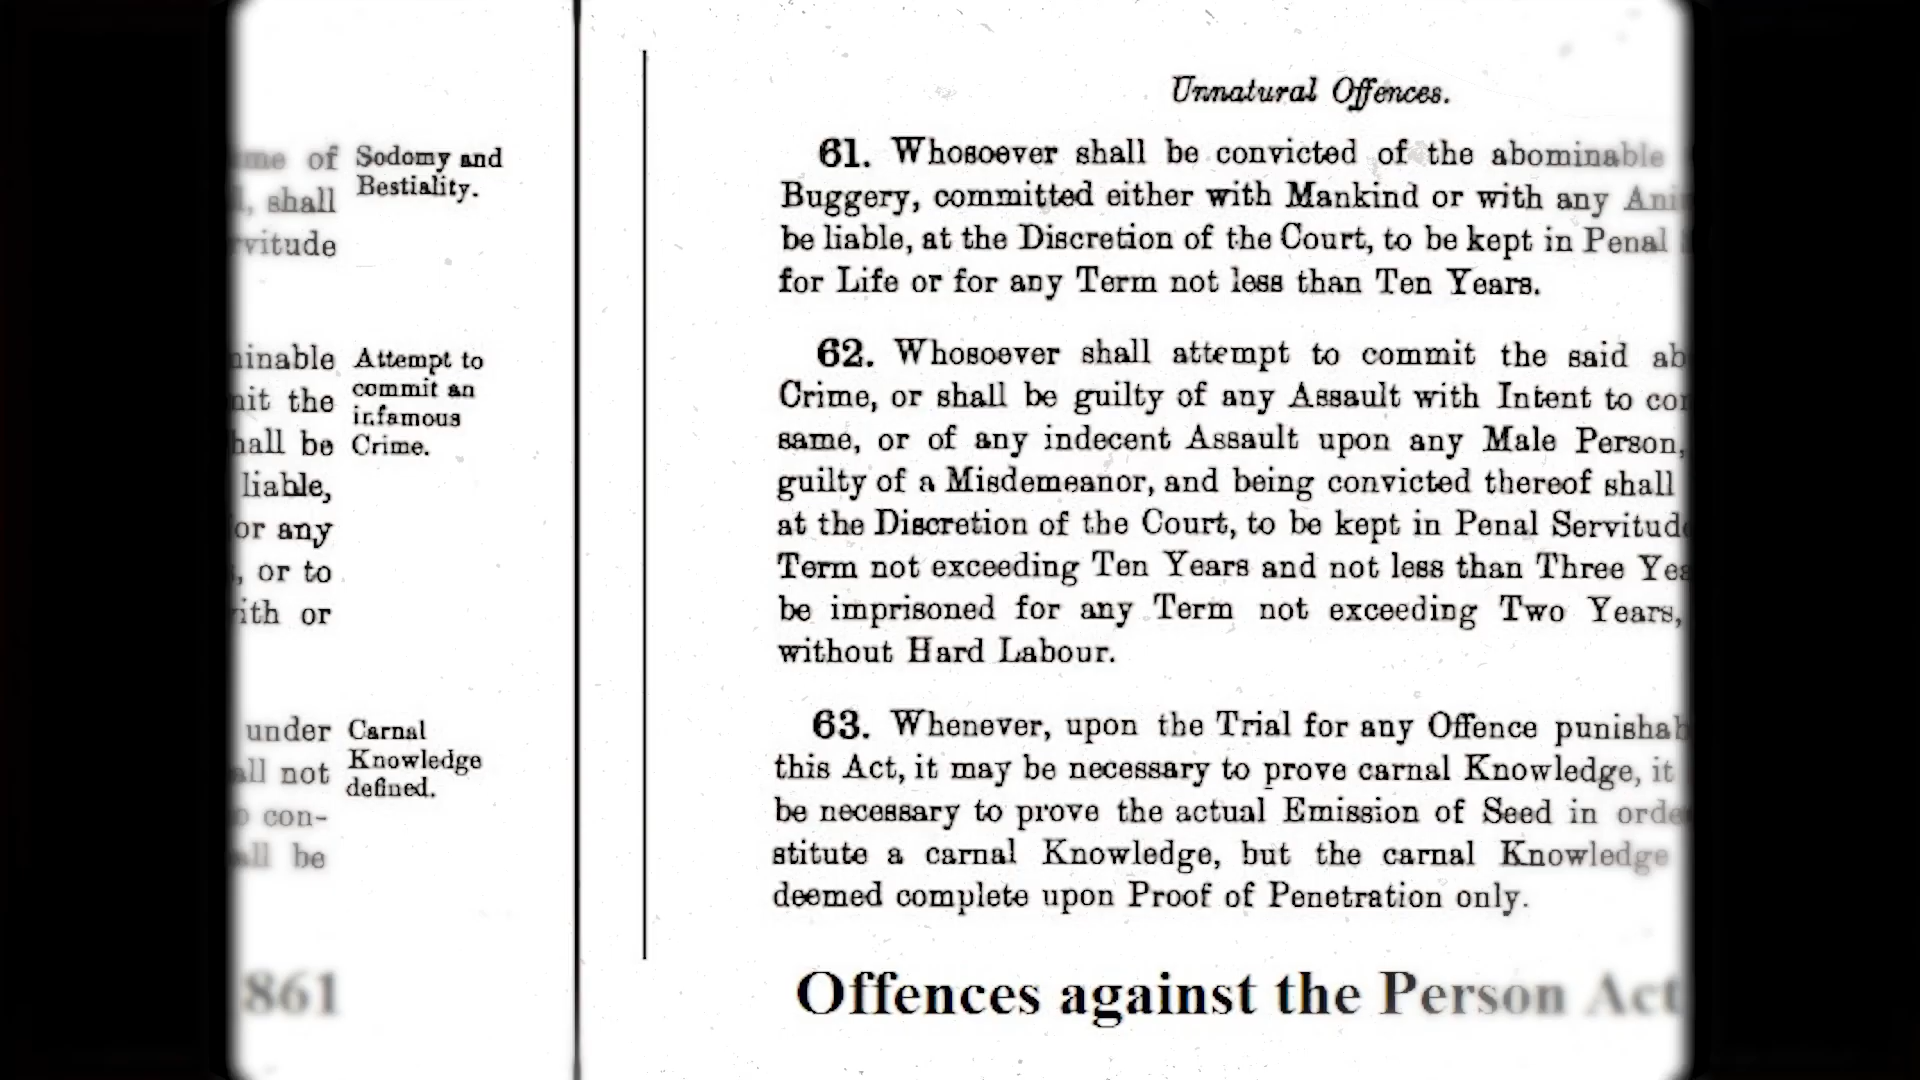 of Sodomy and
shall Bestiality.
Attempt to
the commit an
be infamous
Crime.
liable,
or any
or to
or
under Carnal
not Knowledge
con- defined.
be
861
Unnatural Offences.
61. Whosoever shall be convicted of the abominable
Buggery, committed either with Mankind or with any
be liable, at the Discretion of the Court, to be kept in Penal
for Life or for any Term not less than Ten Years.
62. Whosoever shall attempt to commit the said ab
Crime, or shall be guilty of any Assault with Intent to
same, or of any indecent Assault upon any Male Person,
guilty of a Misdemeanor, and being convicted thereof shall
at the Discretion of the Court, to be kept in Penal Servitude
Term not exceeding Ten Years and not less than Three
be imprisoned for any Term not exceeding Two Years,
without Hard Labour.
63. Whenever, upon the Trial for any Offence punishab
this Act, it may be necessary to prove carnal Knowledge, it
be necessary to prove the actual Emission of Seed in orde
stitute a carnal Knowledge, but the carnal Knowledge
deemed complete upon Proof of Penetration only.
Offences against the Person Act